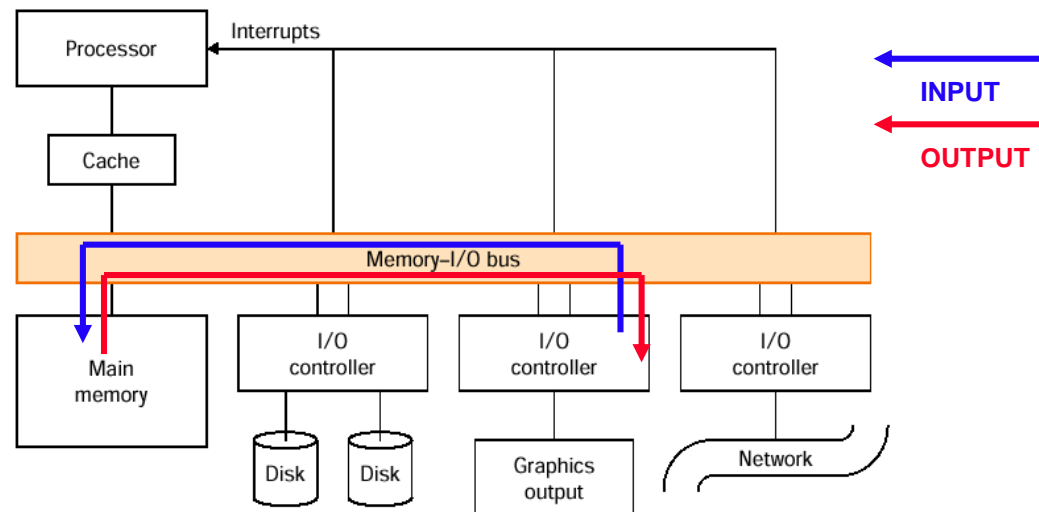 Interrupts
Processor
INPUT
OUTPUT
Cache
Memory–I/O bus
Main
memory
I/O
controller
I/O
controller
I/O
controller
Disk
Disk
Graphics
output
Network